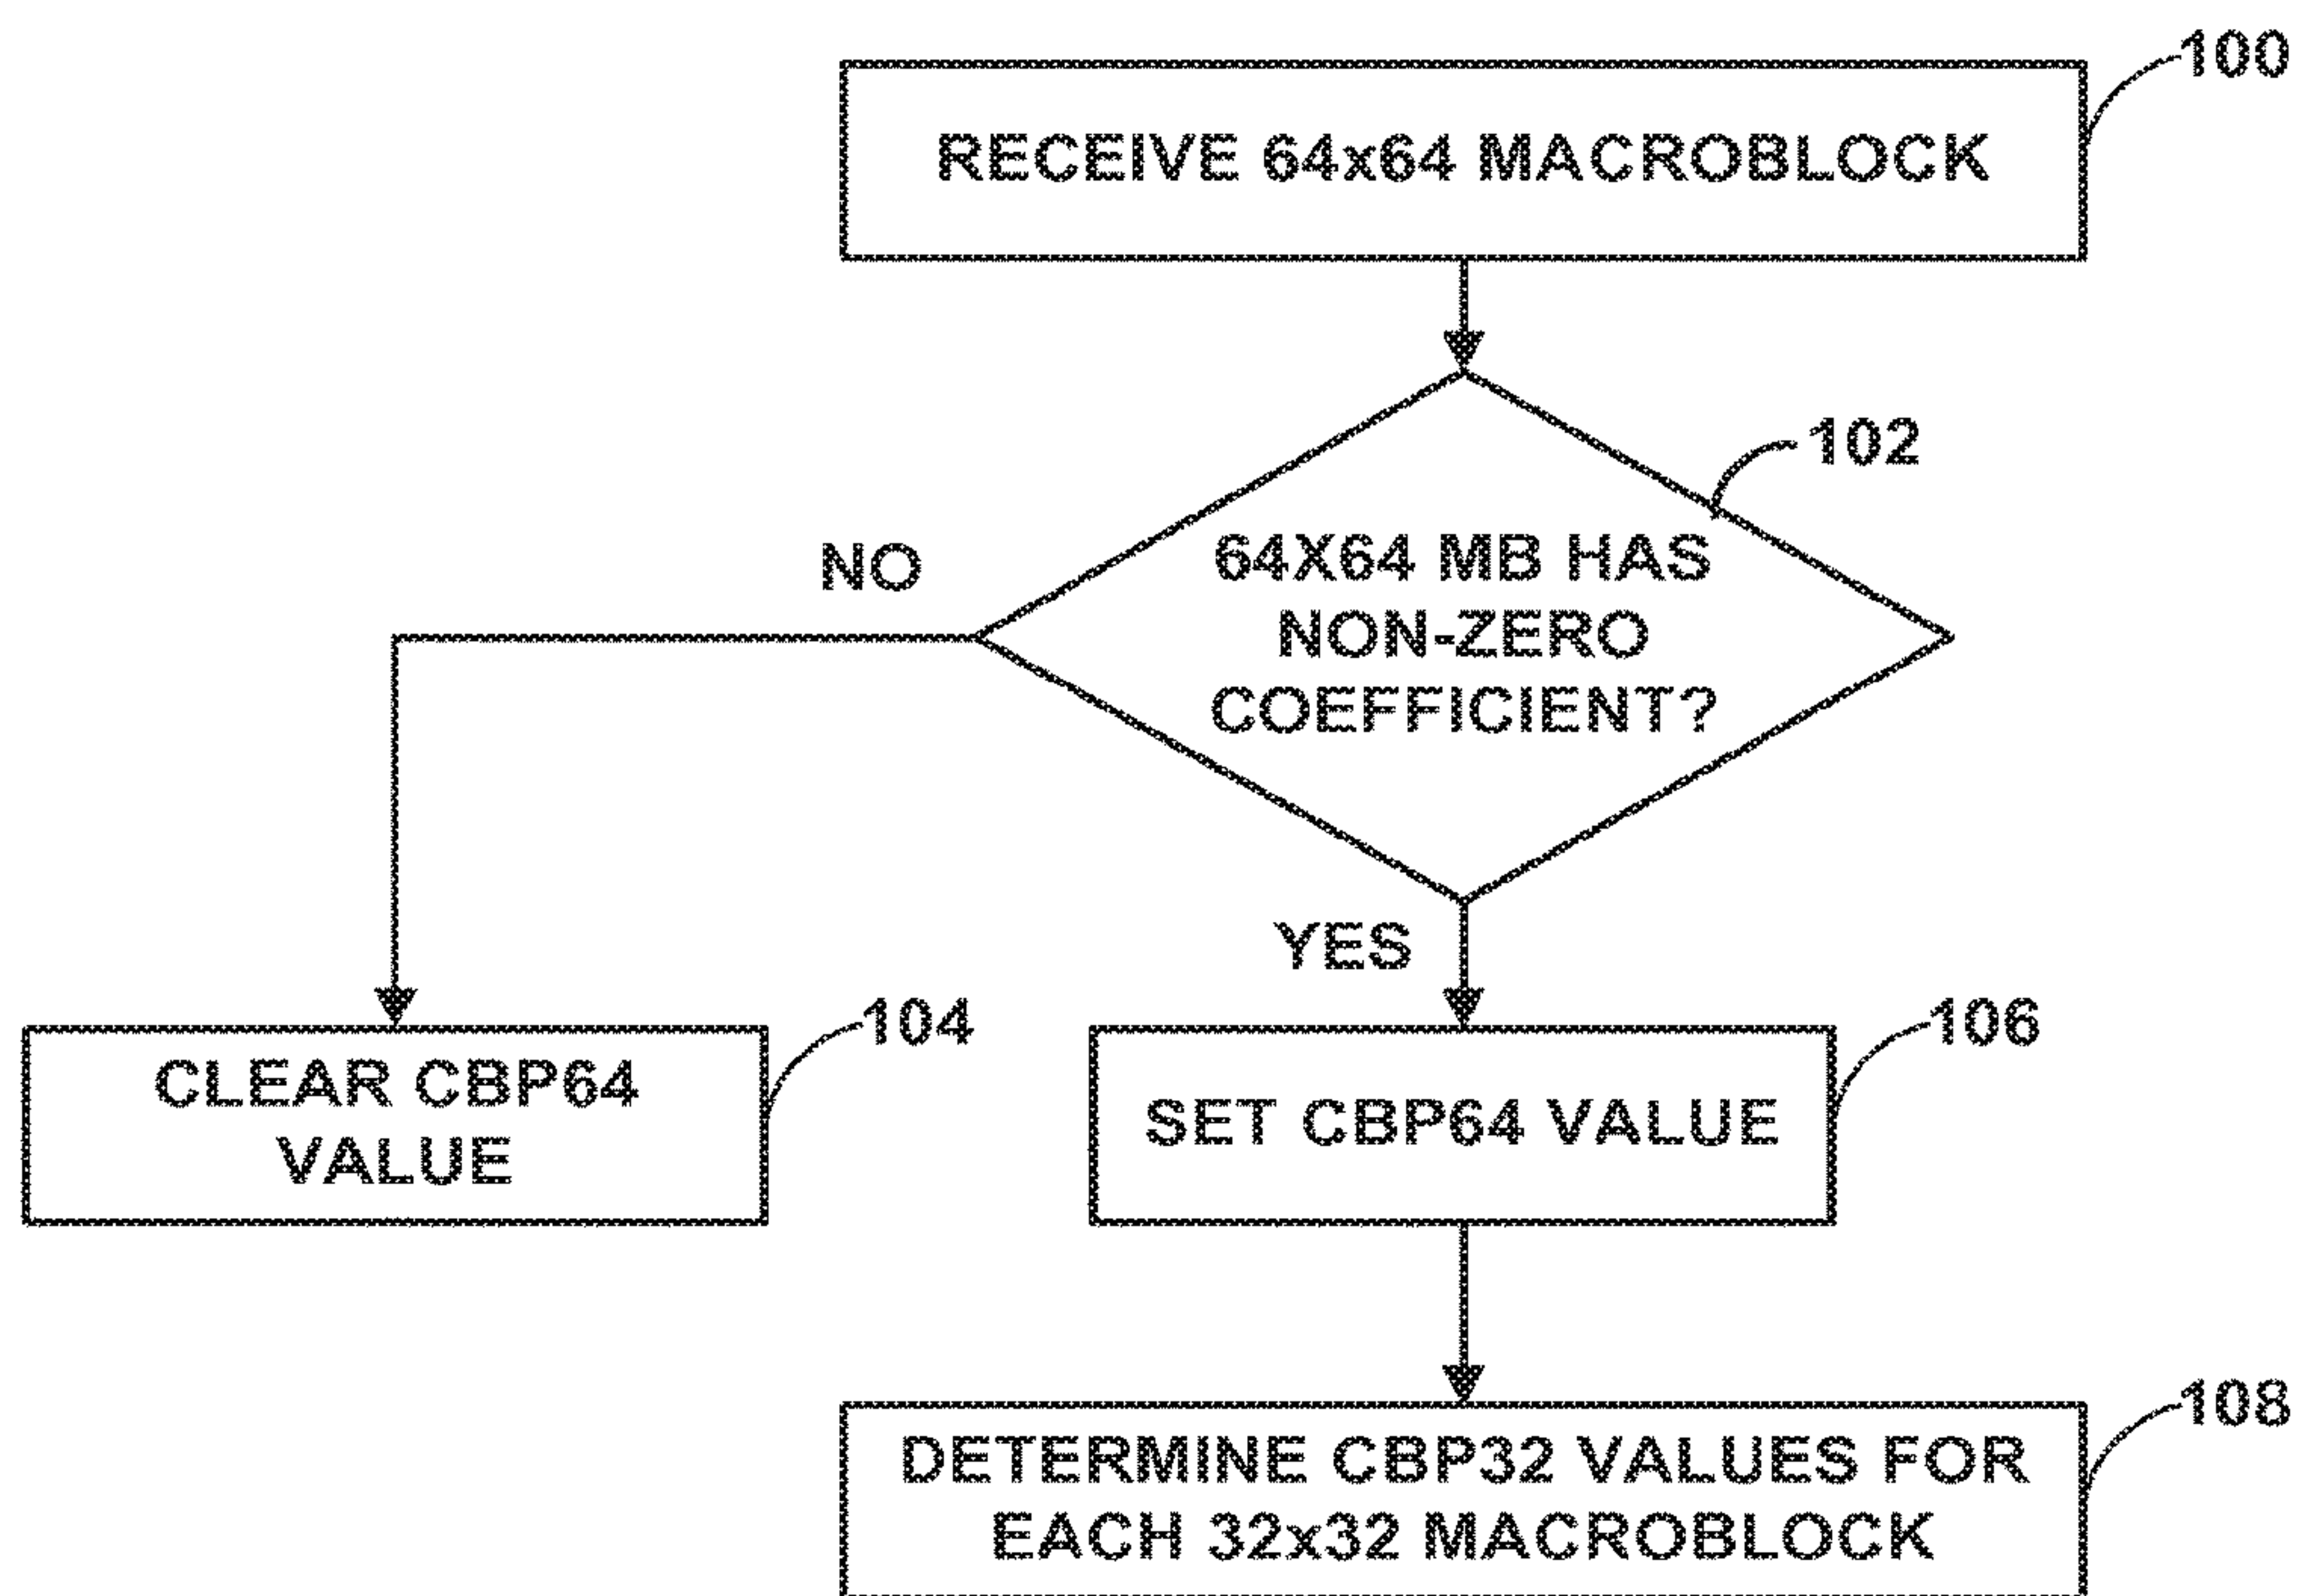 100
RECEIVE 64x64 MACROBLOCK
102
64X64 MB HAS
NON-ZERO
COEFFICIENT?
NO
YES
104
CLEAR CBP64
VALUE
106
SET CBP64 VALUE
108
DETERMINE CBP32 VALUES FOR
EACH 32x32 MACROBLOCK